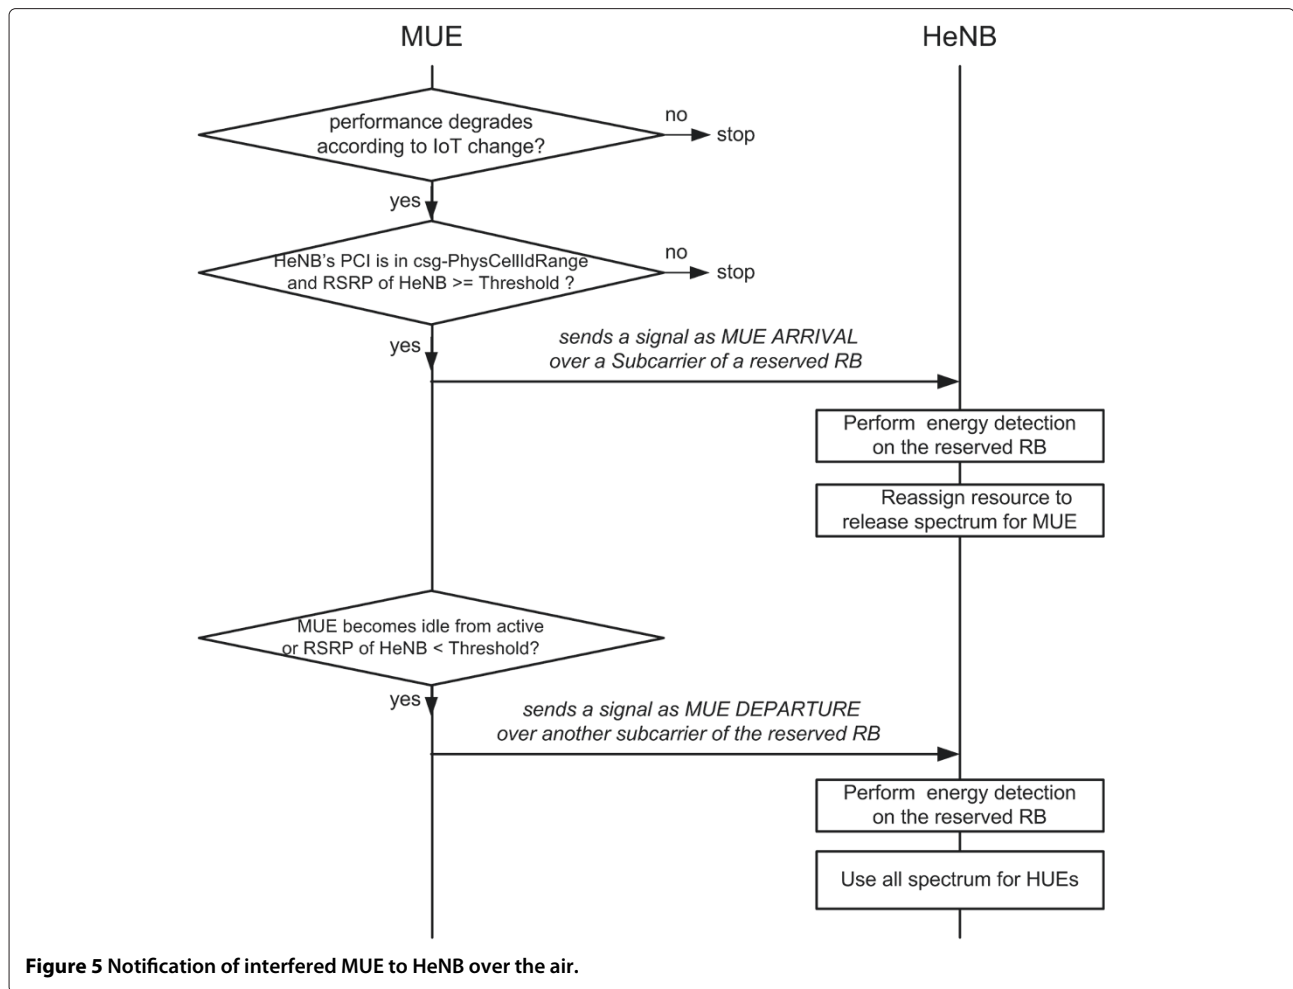 MUE
HeNB
performance degrades
according to IoT change?
no
stop
yes
HeNB's PCI is in csg-PhysCellIdRange
and RSRP of HeNB >= Threshold ?
no
stop
yes
sends a signal as MUE ARRIVAL
over a Subcarrier of a reserved RB
Perform energy detection
on the reserved RB
Reassign resource to
release spectrum for MUE
MUE becomes idle from active
or RSRP of HeNB < Threshold?
yes
sends a signal as MUE DEPARTURE
over another subcarrier of the reserved RB
Perform energy detection
on the reserved RB
Use all spectrum for HUEs
Figure 5 Notification of interfered MUE to HeNB over the air.